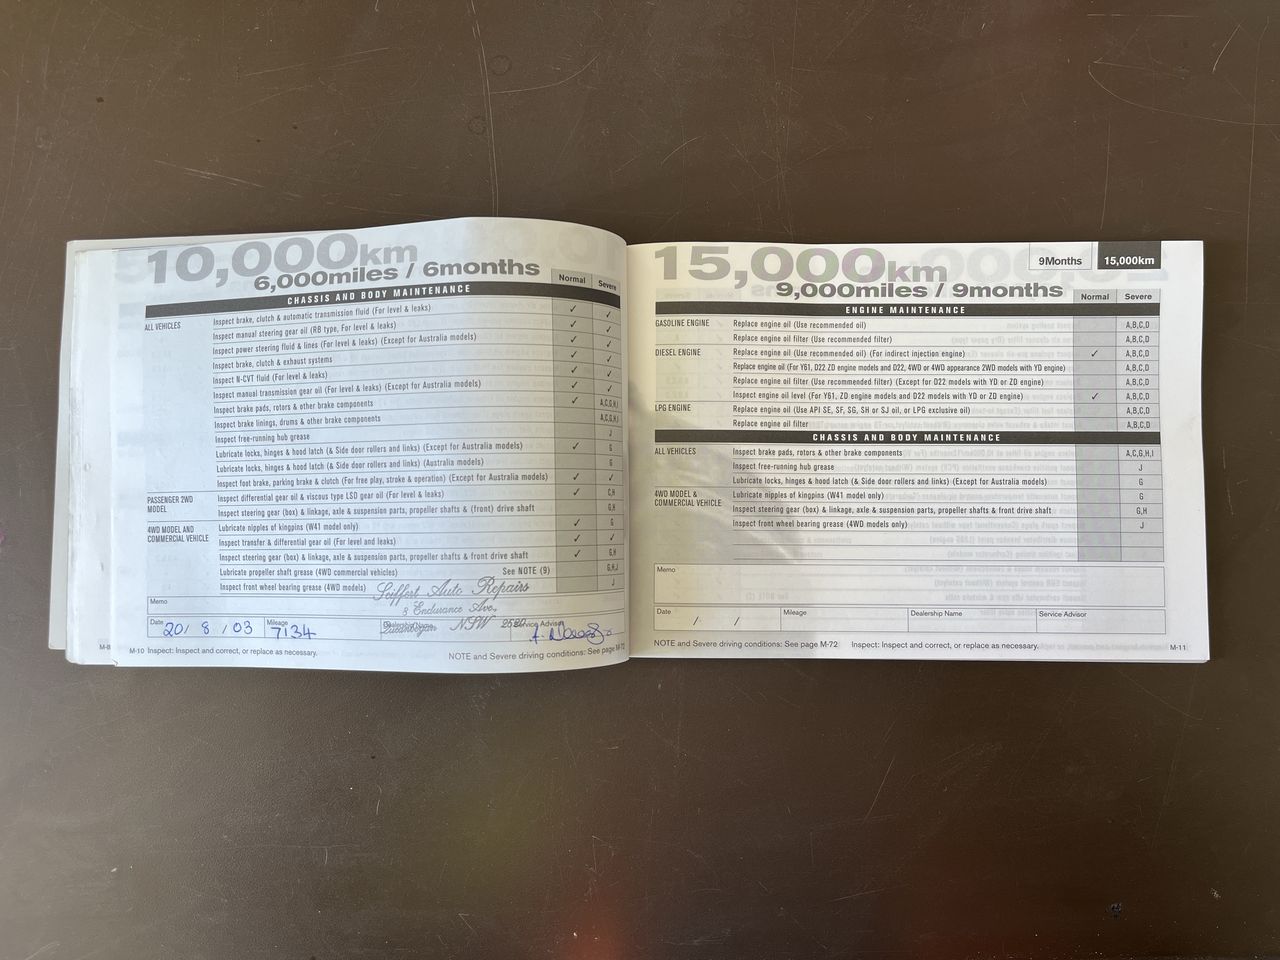 10,000km
6,000miles / 6months
Normal Severe
CHASSIS AND BODY MAINTENANCE
ALL VEHICLES Inspect brake, clutch & automatic transmission fluid (For level & leaks) ✓ ✓
Inspect manual steering gear oil (RB type, For level & leaks) ✓ ✓
Inspect power steering fluid & lines (For level & leaks) (Except for Australia models) ✓ ✓
Inspect brake, clutch & exhaust systems ✓ ✓
Inspect N-CVT fluid (For level & leaks) ✓ ✓
Inspect manual transmission gear oil (For level & leaks) (Except for Australia models) ✓ ✓
Inspect brake pads, rotors & other brake components ✓ A,C,G,H,I
Inspect brake linings, drums & other brake components A,C,G,H,I
Inspect free-running hub grease J
Lubricate locks, hinges & hood latch (& Side door rollers and links) (Except for Australia models) ✓ G
Lubricate locks, hinges & hood latch (& Side door rollers and links) (Australia models) G
Inspect foot brake, parking brake & clutch (For free play, stroke & operation) (Except for Australia models) ✓ ✓
PASSENGER 2WD MODEL Inspect differential gear oil & viscous type LSD gear oil (For level & leaks) ✓ C,H
Inspect steering gear (box) & linkage, axle & suspension parts, propeller shafts & (front) drive shaft G,H
4WD MODEL AND COMMERCIAL VEHICLE Lubricate nipples of kingpins (W41 model only) ✓ G
Inspect transfer & differential gear oil (For level and leaks) ✓ ✓
Inspect steering gear (box) & linkage, axle & suspension parts, propeller shafts & front drive shaft ✓ G,H
Lubricate propeller shaft grease (4WD commercial vehicles) See NOTE (9) G,H,J
Inspect front wheel bearing grease (4WD models) J
Memo
Seiffert Auto Repairs
8 Endurance Ave,
Queanbeyan NSW 2620
Date 20 / 8 / 03 Mileage 7134 Dealership Name Service Advisor
M-10 Inspect: Inspect and correct, or replace as necessary. NOTE and Severe driving conditions: See page M-72
15,000km
9,000miles / 9months
9Months 15,000km
Normal Severe
ENGINE MAINTENANCE
GASOLINE ENGINE Replace engine oil (Use recommended oil) A,B,C,D
Replace engine oil filter (Use recommended filter) A,B,C,D
DIESEL ENGINE Replace engine oil (Use recommended oil) (For indirect injection engine) ✓ A,B,C,D
Replace engine oil (For Y61, D22 ZD engine models and D22, 4WD or 4WD appearance 2WD models with YD engine) A,B,C,D
Replace engine oil filter (Use recommended filter) (Except for D22 models with YD or ZD engine) A,B,C,D
Inspect engine oil level (For Y61, ZD engine models and D22 models with YD or ZD engine) ✓ A,B,C,D
LPG ENGINE Replace engine oil (Use API SE, SF, SG, SH or SJ oil, or LPG exclusive oil) A,B,C,D
Replace engine oil filter A,B,C,D
CHASSIS AND BODY MAINTENANCE
ALL VEHICLES Inspect brake pads, rotors & other brake components A,C,G,H,I
Inspect free-running hub grease J
Lubricate locks, hinges & hood latch (& Side door rollers and links) (Except for Australia models) G
4WD MODEL & COMMERCIAL VEHICLE Lubricate nipples of kingpins (W41 model only) G
Inspect steering gear (box) & linkage, axle & suspension parts, propeller shafts & front drive shaft G,H
Inspect front wheel bearing grease (4WD models only) J
Memo
Date / / Mileage Dealership Name Service Advisor
NOTE and Severe driving conditions: See page M-72 Inspect: Inspect and correct, or replace as necessary. M-11